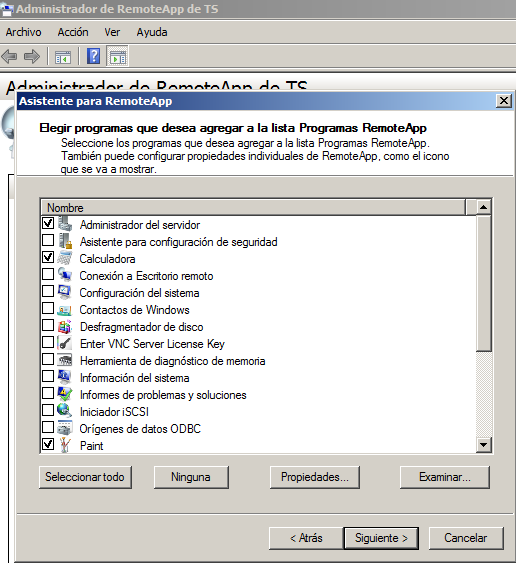 Administrador de RemoteApp de TS
Archivo Acción Ver Ayuda
Administrador de RemoteApp de TS
Asistente para RemoteApp
Elegir programas que desea agregar a la lista Programas RemoteApp
Seleccione los programas que desea agregar a la lista Programas RemoteApp.
También puede configurar propiedades individuales de RemoteApp, como el icono
que se va a mostrar.
Nombre
Administrador del servidor
Asistente para configuración de seguridad
Calculadora
Conexión a Escritorio remoto
Configuración del sistema
Contactos de Windows
Desfragmentador de disco
Enter VNC Server License Key
Herramienta de diagnóstico de memoria
Información del sistema
Informes de problemas y soluciones
Iniciador iSCSI
Orígenes de datos ODBC
Paint
Seleccionar todo Ninguna Propiedades... Examinar...
< Atrás Siguiente > Cancelar